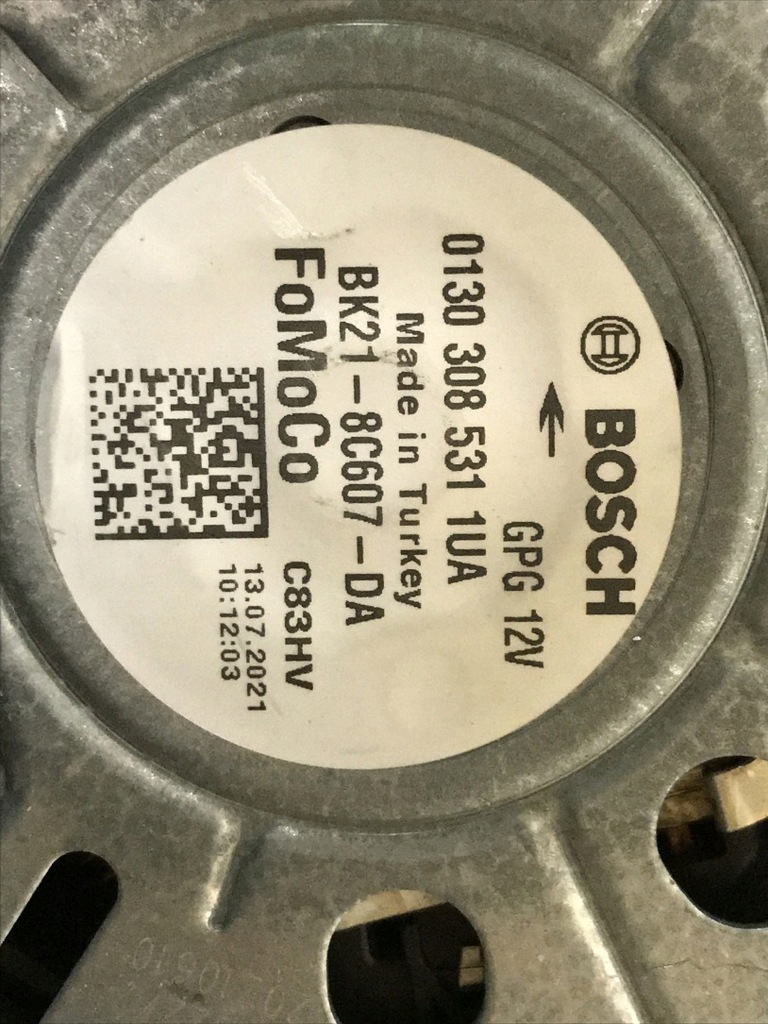 BOSCH
GPG 12V
0130 308 531 1UA
Made in Turkey
BK21-8C607-DA
FoMoCo C83HV
13.07.2021
10:12:03